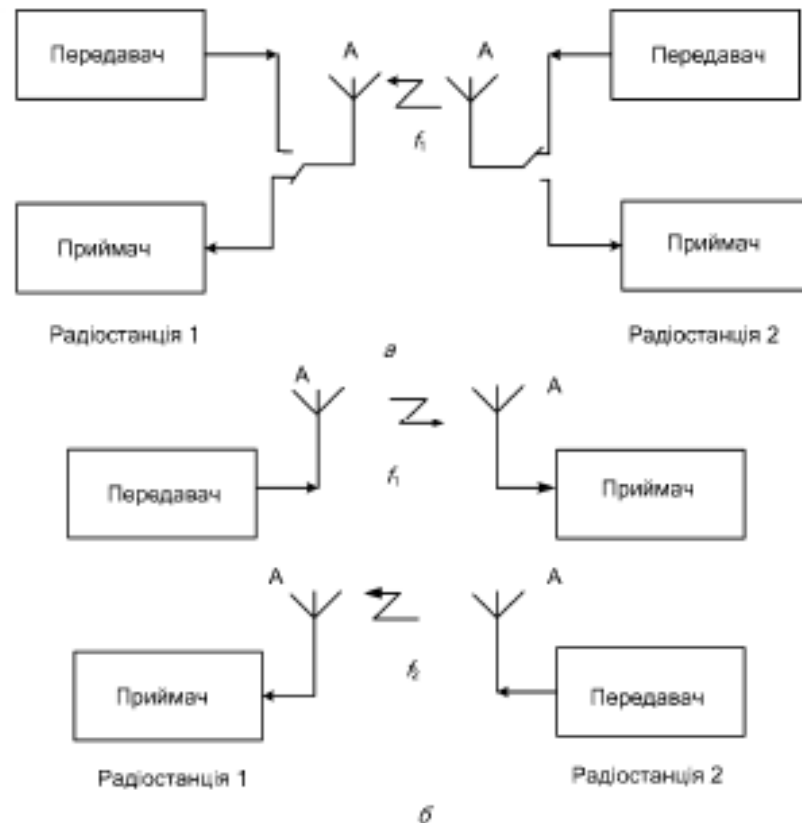 Передавач A A Передавач
f₁
Приймач Приймач
Радіостанція 1 Радіостанція 2
а
A A
Передавач f₁ Приймач
A A
f₂
Приймач Передавач
Радіостанція 1 Радіостанція 2
б